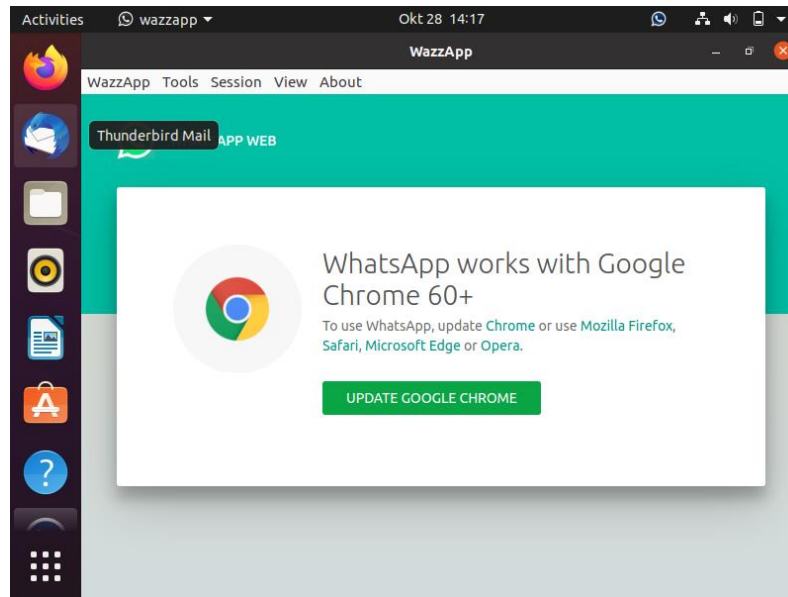 Activities wazzapp Okt 28 14:17
WazzApp
WazzApp Tools Session View About
Thunderbird Mail
APP WEB
WhatsApp works with Google
Chrome 60+
To use WhatsApp, update Chrome or use Mozilla Firefox,
Safari, Microsoft Edge or Opera.
UPDATE GOOGLE CHROME